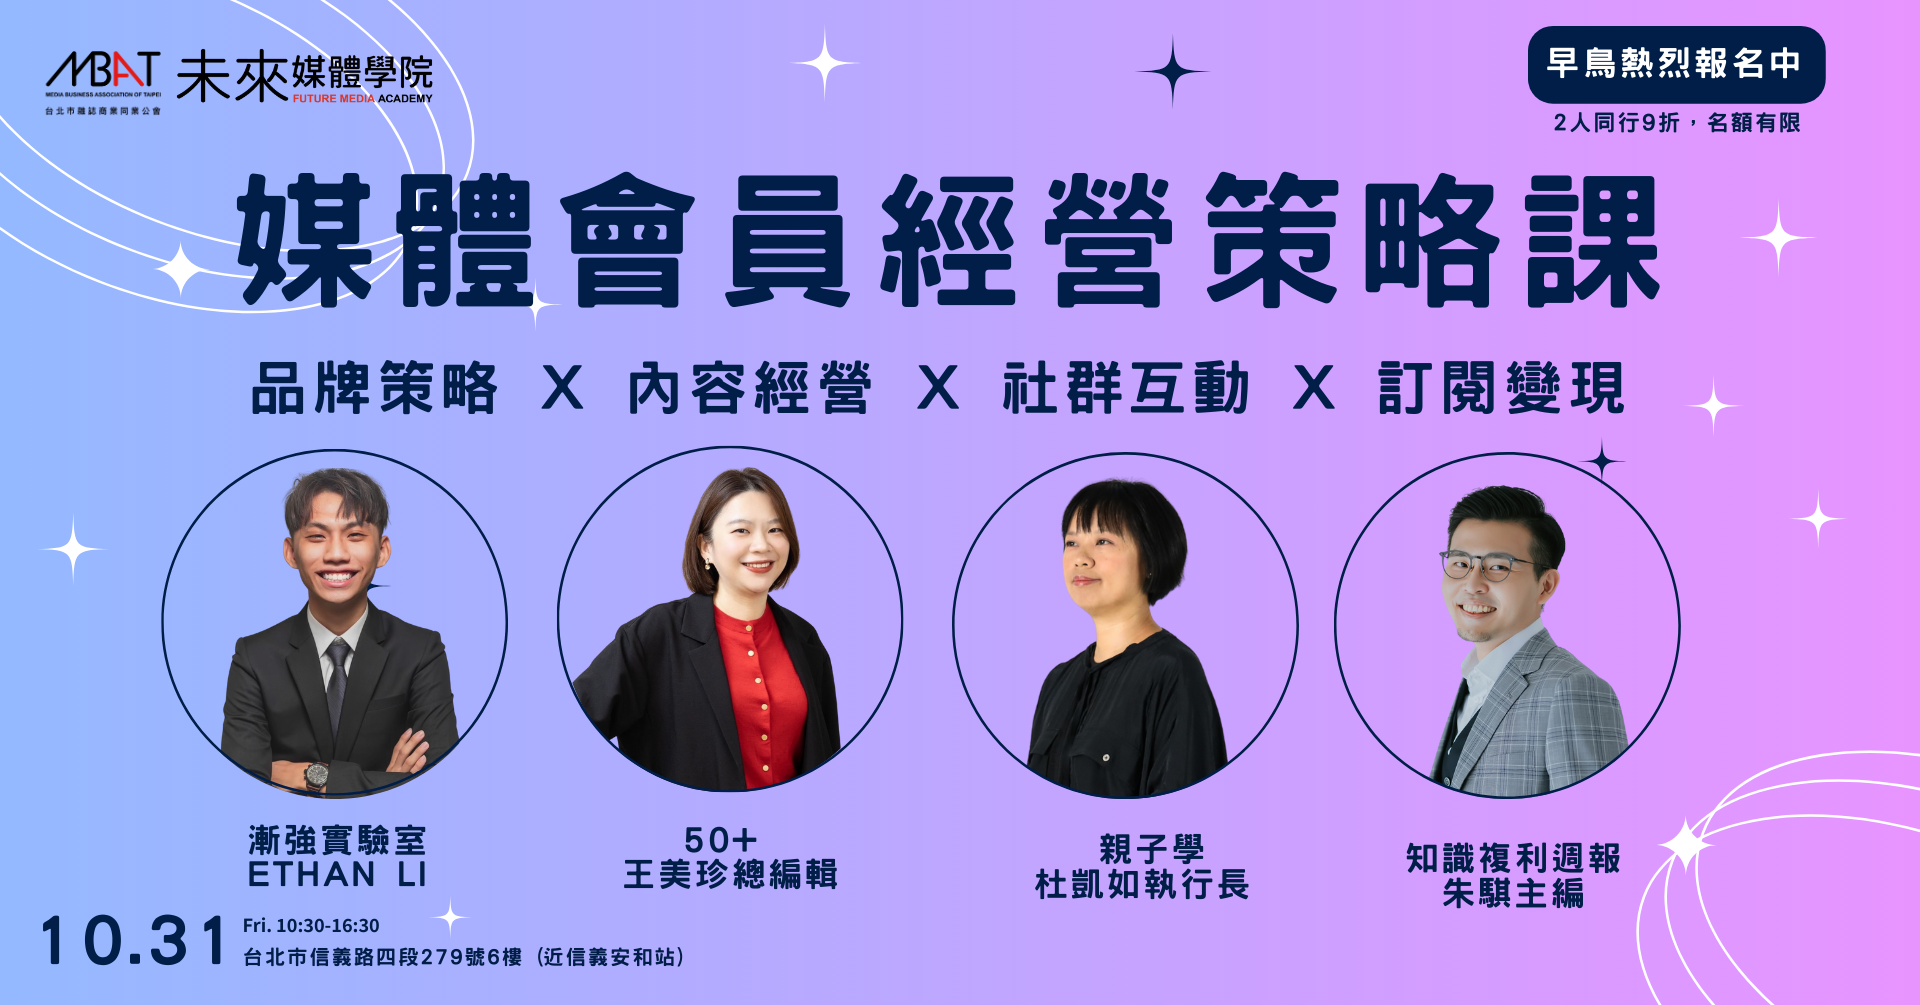 MBAT
MEDIA BUSINESS ASSOCIATION OF TAIPEI
台北市雜誌商業同業公會
未來媒體學院
FUTURE MEDIA ACADEMY
早鳥熱烈報名中
2人同行9折，名額有限
媒體會員經營策略課
品牌策略 X 內容經營 X 社群互動 X 訂閱變現
漸強實驗室
ETHAN LI
50+
王美珍總編輯
親子學
杜凱如執行長
知識複利週報
朱騏主編
10.31
Fri. 10:30-16:30
台北市信義路四段279號6樓（近信義安和站）